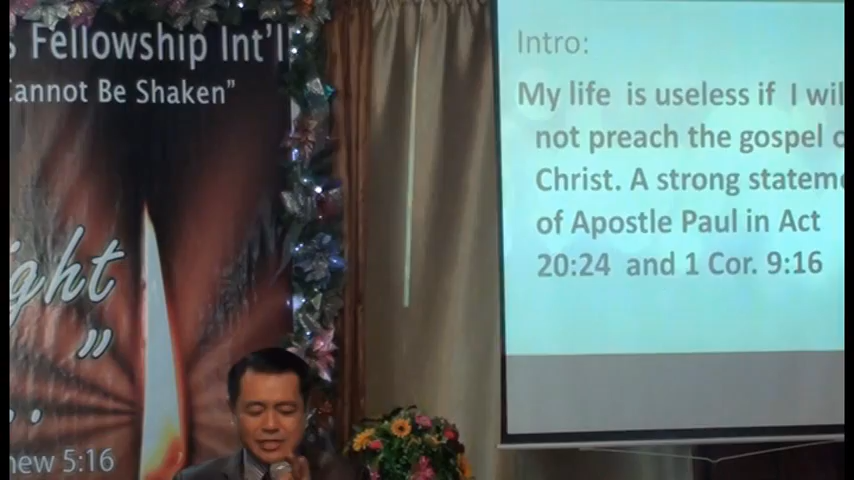 s Fellowship Int'l
Cannot Be Shaken"
ght
”
..
hew 5:16
Intro:
My life is useless if I wil
not preach the gospel o
Christ. A strong stateme
of Apostle Paul in Act
20:24 and 1 Cor. 9:16